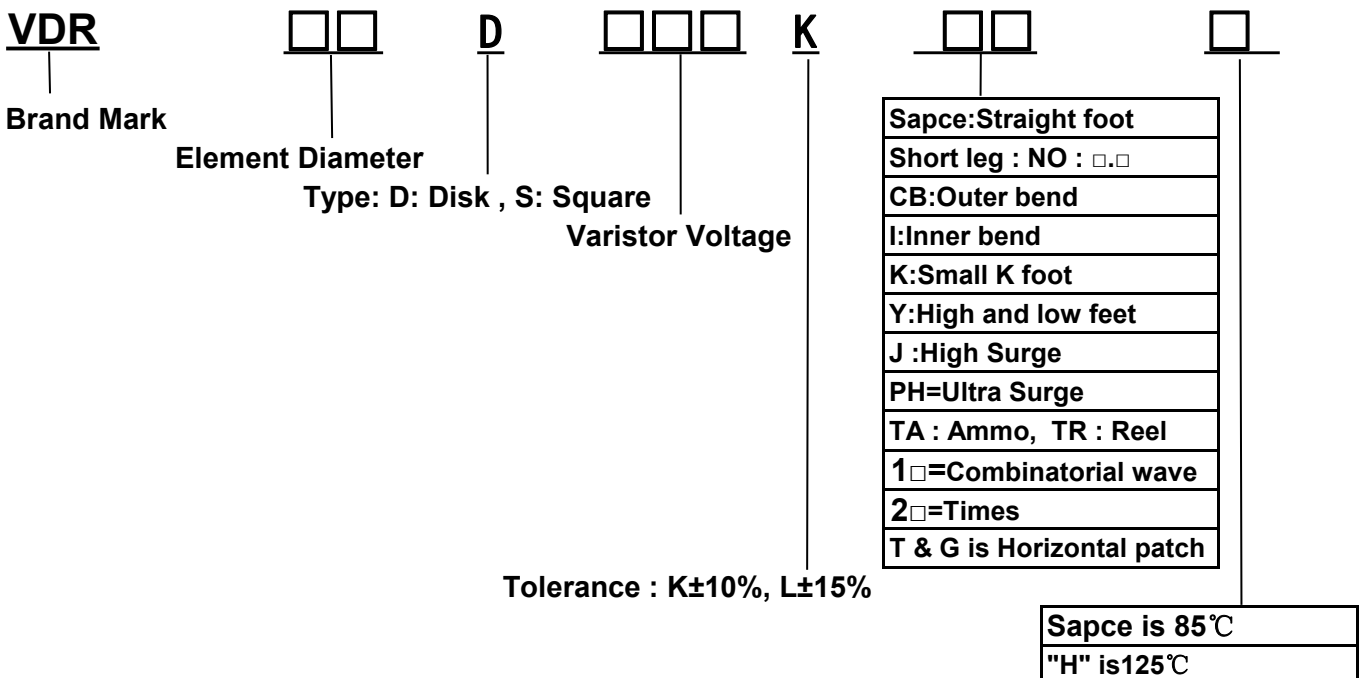 VDR □□ D □□□ K □□ □
Brand Mark
Element Diameter
Type: D: Disk , S: Square
Varistor Voltage
Sapce:Straight foot
Short leg : NO : □.□
CB:Outer bend
I:Inner bend
K:Small K foot
Y:High and low feet
J :High Surge
PH=Ultra Surge
TA : Ammo, TR : Reel
1□=Combinatorial wave
2□=Times
T & G is Horizontal patch
Tolerance : K±10%, L±15%
Sapce is 85℃
"H" is125℃